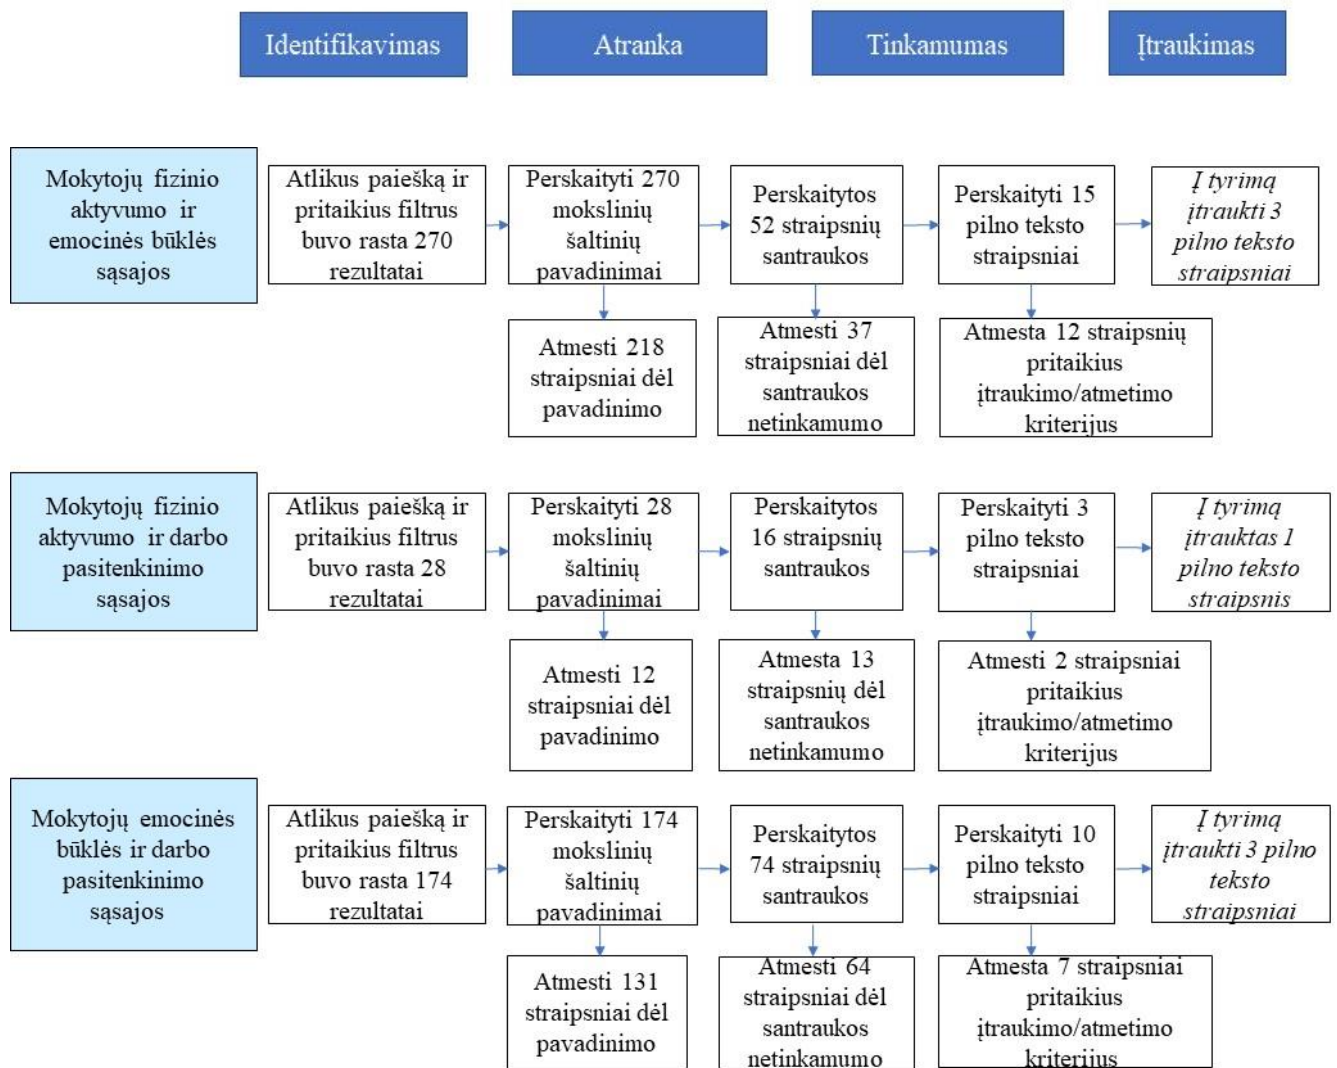 Identifikavimas
Atranka
Tinkamumas
Įtraukimas
Mokytojų fizinio
aktyvumo ir
emocinės būklės
sąsajos
Atlikus paiešką ir
pritaikius filtrus
buvo rasta 270
rezultatai
Perskaityti 270
mokslinių
šaltinių
pavadinimai
Perskaitytos
52 straipsnių
santraukos
Perskaityti 15
pilno teksto
straipsniai
Į tyrimą
įtraukti 3
pilno teksto
straipsniai
Atmesti 218
straipsniai dėl
pavadinimo
Atmesti 37
straipsniai dėl
santraukos
netinkamumo
Atmesta 12 straipsnių
pritaikius
įtraukimo/atmetimo
kriterijus
Mokytojų fizinio
aktyvumo ir darbo
pasitenkinimo
sąsajos
Atlikus paiešką ir
pritaikius filtrus
buvo rasta 28
rezultatai
Perskaityti 28
mokslinių
šaltinių
pavadinimai
Perskaitytos
16 straipsnių
santraukos
Perskaityti 3
pilno teksto
straipsniai
Į tyrimą
įtrauktas 1
pilno teksto
straipsnis
Atmesti 12
straipsniai dėl
pavadinimo
Atmesta 13
straipsnių dėl
santraukos
netinkamumo
Atmesti 2 straipsniai
pritaikius
įtraukimo/atmetimo
kriterijus
Mokytojų emocinės
būklės ir darbo
pasitenkinimo
sąsajos
Atlikus paiešką ir
pritaikius filtrus
buvo rasta 174
rezultatai
Perskaityti 174
mokslinių
šaltinių
pavadinimai
Perskaitytos
74 straipsnių
santraukos
Perskaityti 10
pilno teksto
straipsniai
Į tyrimą
įtraukti 3 pilno
teksto
straipsniai
Atmesti 131
straipsniai dėl
pavadinimo
Atmesti 64
straipsniai dėl
santraukos
netinkamumo
Atmesta 7 straipsniai
pritaikius
įtraukimo/atmetimo
kriterijus